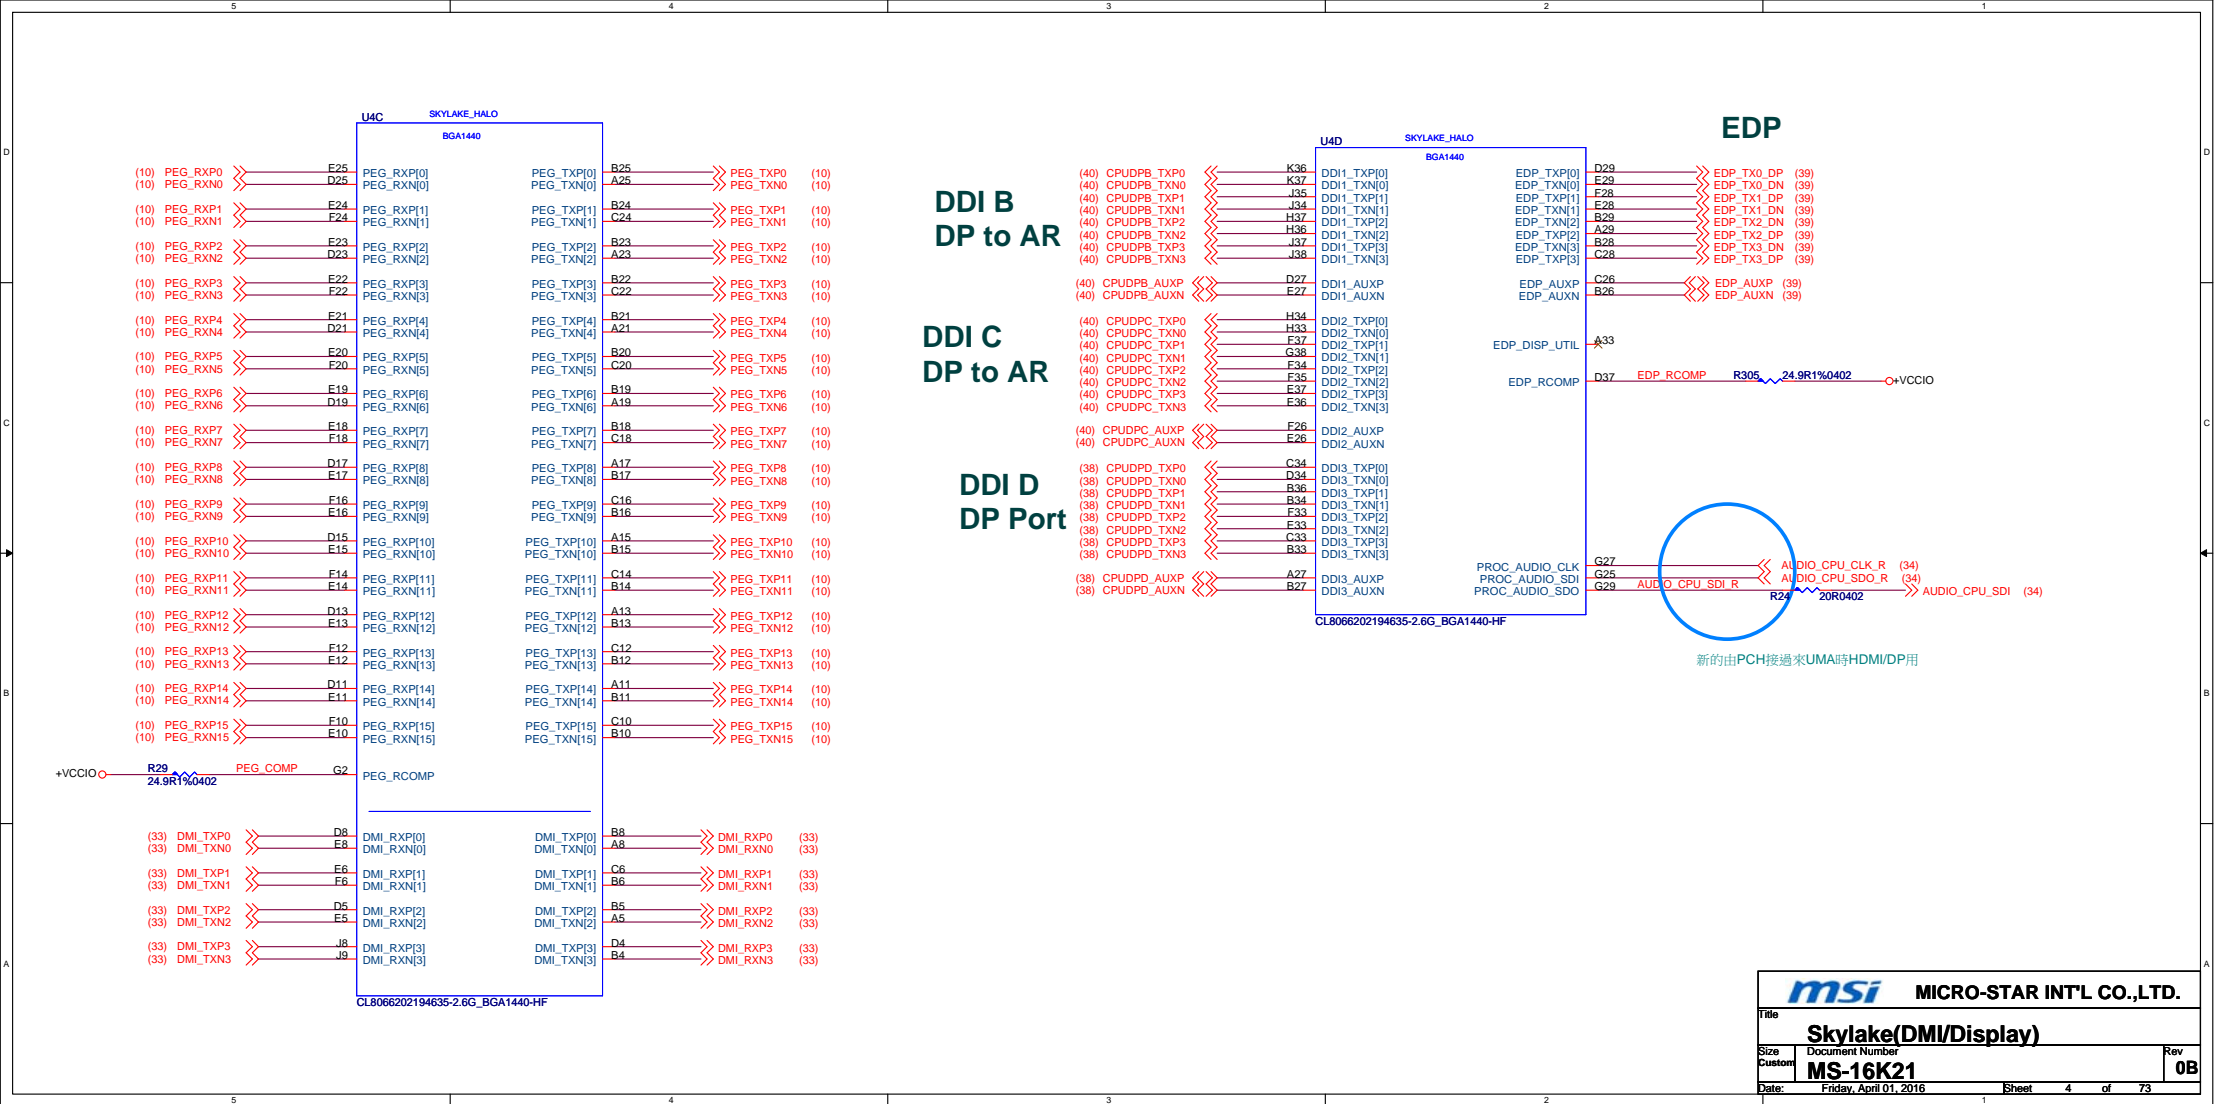 5 4 3 2 1
D
C
B
A
U4C SKYLAKE_HALO
BGA1440
(10) PEG_RXP0 E25 PEG_RXP[0] PEG_TXP[0] B25 PEG_TXP0 (10)
(10) PEG_RXN0 D25 PEG_RXN[0] PEG_TXN[0] A25 PEG_TXN0 (10)
(10) PEG_RXP1 E24 PEG_RXP[1] PEG_TXP[1] B24 PEG_TXP1 (10)
(10) PEG_RXN1 F24 PEG_RXN[1] PEG_TXN[1] C24 PEG_TXN1 (10)
(10) PEG_RXP2 E23 PEG_RXP[2] PEG_TXP[2] B23 PEG_TXP2 (10)
(10) PEG_RXN2 D23 PEG_RXN[2] PEG_TXN[2] A23 PEG_TXN2 (10)
(10) PEG_RXP3 E22 PEG_RXP[3] PEG_TXP[3] B22 PEG_TXP3 (10)
(10) PEG_RXN3 F22 PEG_RXN[3] PEG_TXN[3] C22 PEG_TXN3 (10)
(10) PEG_RXP4 E21 PEG_RXP[4] PEG_TXP[4] B21 PEG_TXP4 (10)
(10) PEG_RXN4 D21 PEG_RXN[4] PEG_TXN[4] A21 PEG_TXN4 (10)
(10) PEG_RXP5 E20 PEG_RXP[5] PEG_TXP[5] B20 PEG_TXP5 (10)
(10) PEG_RXN5 F20 PEG_RXN[5] PEG_TXN[5] C20 PEG_TXN5 (10)
(10) PEG_RXP6 E19 PEG_RXP[6] PEG_TXP[6] B19 PEG_TXP6 (10)
(10) PEG_RXN6 D19 PEG_RXN[6] PEG_TXN[6] A19 PEG_TXN6 (10)
(10) PEG_RXP7 E18 PEG_RXP[7] PEG_TXP[7] B18 PEG_TXP7 (10)
(10) PEG_RXN7 F18 PEG_RXN[7] PEG_TXN[7] C18 PEG_TXN7 (10)
(10) PEG_RXP8 D17 PEG_RXP[8] PEG_TXP[8] A17 PEG_TXP8 (10)
(10) PEG_RXN8 E17 PEG_RXN[8] PEG_TXN[8] B17 PEG_TXN8 (10)
(10) PEG_RXP9 F16 PEG_RXP[9] PEG_TXP[9] C16 PEG_TXP9 (10)
(10) PEG_RXN9 E16 PEG_RXN[9] PEG_TXN[9] B16 PEG_TXN9 (10)
(10) PEG_RXP10 D15 PEG_RXP[10] PEG_TXP[10] A15 PEG_TXP10 (10)
(10) PEG_RXN10 E15 PEG_RXN[10] PEG_TXN[10] B15 PEG_TXN10 (10)
(10) PEG_RXP11 F14 PEG_RXP[11] PEG_TXP[11] C14 PEG_TXP11 (10)
(10) PEG_RXN11 E14 PEG_RXN[11] PEG_TXN[11] B14 PEG_TXN11 (10)
(10) PEG_RXP12 D13 PEG_RXP[12] PEG_TXP[12] A13 PEG_TXP12 (10)
(10) PEG_RXN12 E13 PEG_RXN[12] PEG_TXN[12] B13 PEG_TXN12 (10)
(10) PEG_RXP13 F12 PEG_RXP[13] PEG_TXP[13] C12 PEG_TXP13 (10)
(10) PEG_RXN13 E12 PEG_RXN[13] PEG_TXN[13] B12 PEG_TXN13 (10)
(10) PEG_RXP14 D11 PEG_RXP[14] PEG_TXP[14] A11 PEG_TXP14 (10)
(10) PEG_RXN14 E11 PEG_RXN[14] PEG_TXN[14] B11 PEG_TXN14 (10)
(10) PEG_RXP15 F10 PEG_RXP[15] PEG_TXP[15] C10 PEG_TXP15 (10)
(10) PEG_RXN15 E10 PEG_RXN[15] PEG_TXN[15] B10 PEG_TXN15 (10)
+VCCIO R29 PEG_COMP G2 PEG_RCOMP
24.9R1%0402
(33) DMI_TXP0 D8 DMI_RXP[0] DMI_TXP[0] B8 DMI_RXP0 (33)
(33) DMI_TXN0 E8 DMI_RXN[0] DMI_TXN[0] A8 DMI_RXN0 (33)
(33) DMI_TXP1 E6 DMI_RXP[1] DMI_TXP[1] C6 DMI_RXP1 (33)
(33) DMI_TXN1 F6 DMI_RXN[1] DMI_TXN[1] B6 DMI_RXN1 (33)
(33) DMI_TXP2 D5 DMI_RXP[2] DMI_TXP[2] B5 DMI_RXP2 (33)
(33) DMI_TXN2 E5 DMI_RXN[2] DMI_TXN[2] A5 DMI_RXN2 (33)
(33) DMI_TXP3 J8 DMI_RXP[3] DMI_TXP[3] D4 DMI_RXP3 (33)
(33) DMI_TXN3 J9 DMI_RXN[3] DMI_TXN[3] B4 DMI_RXN3 (33)
CL8066202194635-2.6G_BGA1440-HF
EDP
U4D SKYLAKE_HALO
BGA1440
DDI B
DP to AR
(40) CPUDPB_TXP0 K36 DDI1_TXP[0] EDP_TXP[0] D29 EDP_TX0_DP (39)
(40) CPUDPB_TXN0 K37 DDI1_TXN[0] EDP_TXN[0] E29 EDP_TX0_DN (39)
(40) CPUDPB_TXP1 J35 DDI1_TXP[1] EDP_TXP[1] F28 EDP_TX1_DP (39)
(40) CPUDPB_TXN1 J34 DDI1_TXN[1] EDP_TXN[1] E28 EDP_TX1_DN (39)
(40) CPUDPB_TXP2 H37 DDI1_TXP[2] EDP_TXN[2] B29 EDP_TX2_DN (39)
(40) CPUDPB_TXN2 H36 DDI1_TXN[2] EDP_TXP[2] A29 EDP_TX2_DP (39)
(40) CPUDPB_TXP3 J37 DDI1_TXP[3] EDP_TXN[3] B28 EDP_TX3_DN (39)
(40) CPUDPB_TXN3 J38 DDI1_TXN[3] EDP_TXP[3] C28 EDP_TX3_DP (39)
(40) CPUDPB_AUXP D27 DDI1_AUXP EDP_AUXP C26 EDP_AUXP (39)
(40) CPUDPB_AUXN E27 DDI1_AUXN EDP_AUXN B26 EDP_AUXN (39)
DDI C
DP to AR
(40) CPUDPC_TXP0 H34 DDI2_TXP[0]
(40) CPUDPC_TXN0 H33 DDI2_TXN[0]
(40) CPUDPC_TXP1 F37 DDI2_TXP[1] EDP_DISP_UTIL A33
(40) CPUDPC_TXN1 G38 DDI2_TXN[1]
(40) CPUDPC_TXP2 F34 DDI2_TXP[2]
(40) CPUDPC_TXN2 F35 DDI2_TXN[2] EDP_RCOMP D37 EDP_RCOMP R305 24.9R1%0402 +VCCIO
(40) CPUDPC_TXP3 E37 DDI2_TXP[3]
(40) CPUDPC_TXN3 E36 DDI2_TXN[3]
(40) CPUDPC_AUXP F26 DDI2_AUXP
(40) CPUDPC_AUXN E26 DDI2_AUXN
DDI D
DP Port
(38) CPUDPD_TXP0 C34 DDI3_TXP[0]
(38) CPUDPD_TXN0 D34 DDI3_TXN[0]
(38) CPUDPD_TXP1 B36 DDI3_TXP[1]
(38) CPUDPD_TXN1 B34 DDI3_TXN[1]
(38) CPUDPD_TXP2 F33 DDI3_TXP[2]
(38) CPUDPD_TXN2 E33 DDI3_TXN[2]
(38) CPUDPD_TXP3 C33 DDI3_TXP[3]
(38) CPUDPD_TXN3 B33 DDI3_TXN[3]
PROC_AUDIO_CLK G27 AUDIO_CPU_CLK_R (34)
(38) CPUDPD_AUXP A27 DDI3_AUXP PROC_AUDIO_SDI G25 AUDIO_CPU_SDO_R (34)
(38) CPUDPD_AUXN B27 DDI3_AUXN PROC_AUDIO_SDO G29 AUDIO_CPU_SDI_R R24 20R0402 AUDIO_CPU_SDI (34)
CL8066202194635-2.6G_BGA1440-HF
新的由PCH接過來UMA時HDMI/DP用
msi MICRO-STAR INT'L CO.,LTD.
Title
Skylake(DMI/Display)
Size Document Number Rev
Custom MS-16K21 0B
Date: Friday, April 01, 2016 Sheet 4 of 73
D
C
B
A
5 4 3 2 1